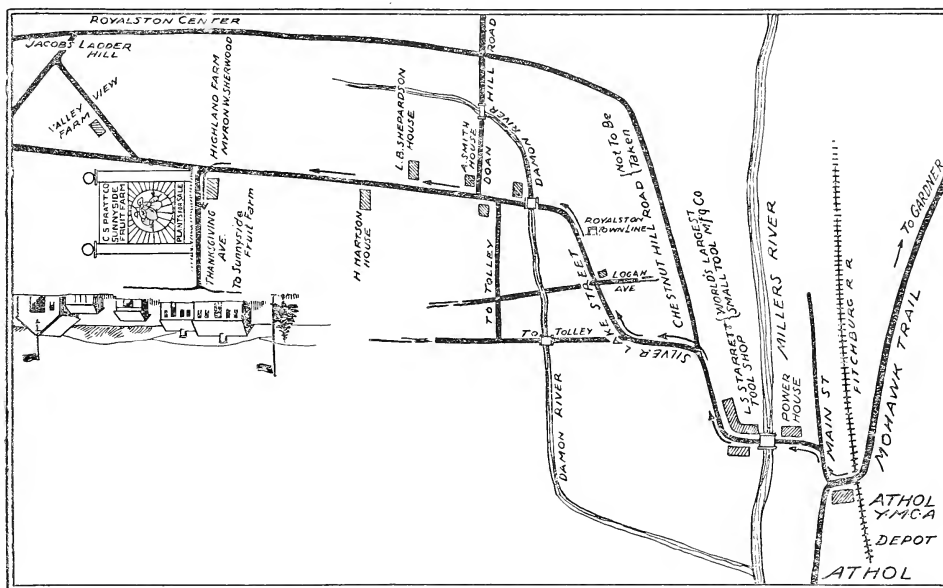 ROYALSTON CENTER
JACOBS LADDER
HILL
VALLEY VIEW
FARM
HIGHLAND FARM
MYRON W. SHERWOOD
L.B. SHEPARDSON
HOUSE
A. SMITH
HOUSE
DOAN HILL ROAD
DAMON RIVER
DAMON
C.S. PRATT CO
SUNNYSIDE
FRUIT FARM
PLANTS FOR SALE
THANKSGIVING
AVE.
To Sunnyside
Fruit Farm
H MARTSON
HOUSE
TO TOLLEY
ROYALSTON
TOWN LINE
LOGAN
AVE
TO TOLLEY
SILVER LAKE STREET
CHESTNUT HILL ROAD {Not To Be
Taken
L S STARRETT {WORLD'S LARGEST
TOOL SHOP {SMALL TOOL Mfg Co
MILLERS RIVER
POWER
HOUSE
MAIN ST
FITCHBURG R R
MOHAWK TRAIL
To GARDNER
DAMON RIVER
ATHOL
Y.M.C.A
DEPOT
ATHOL